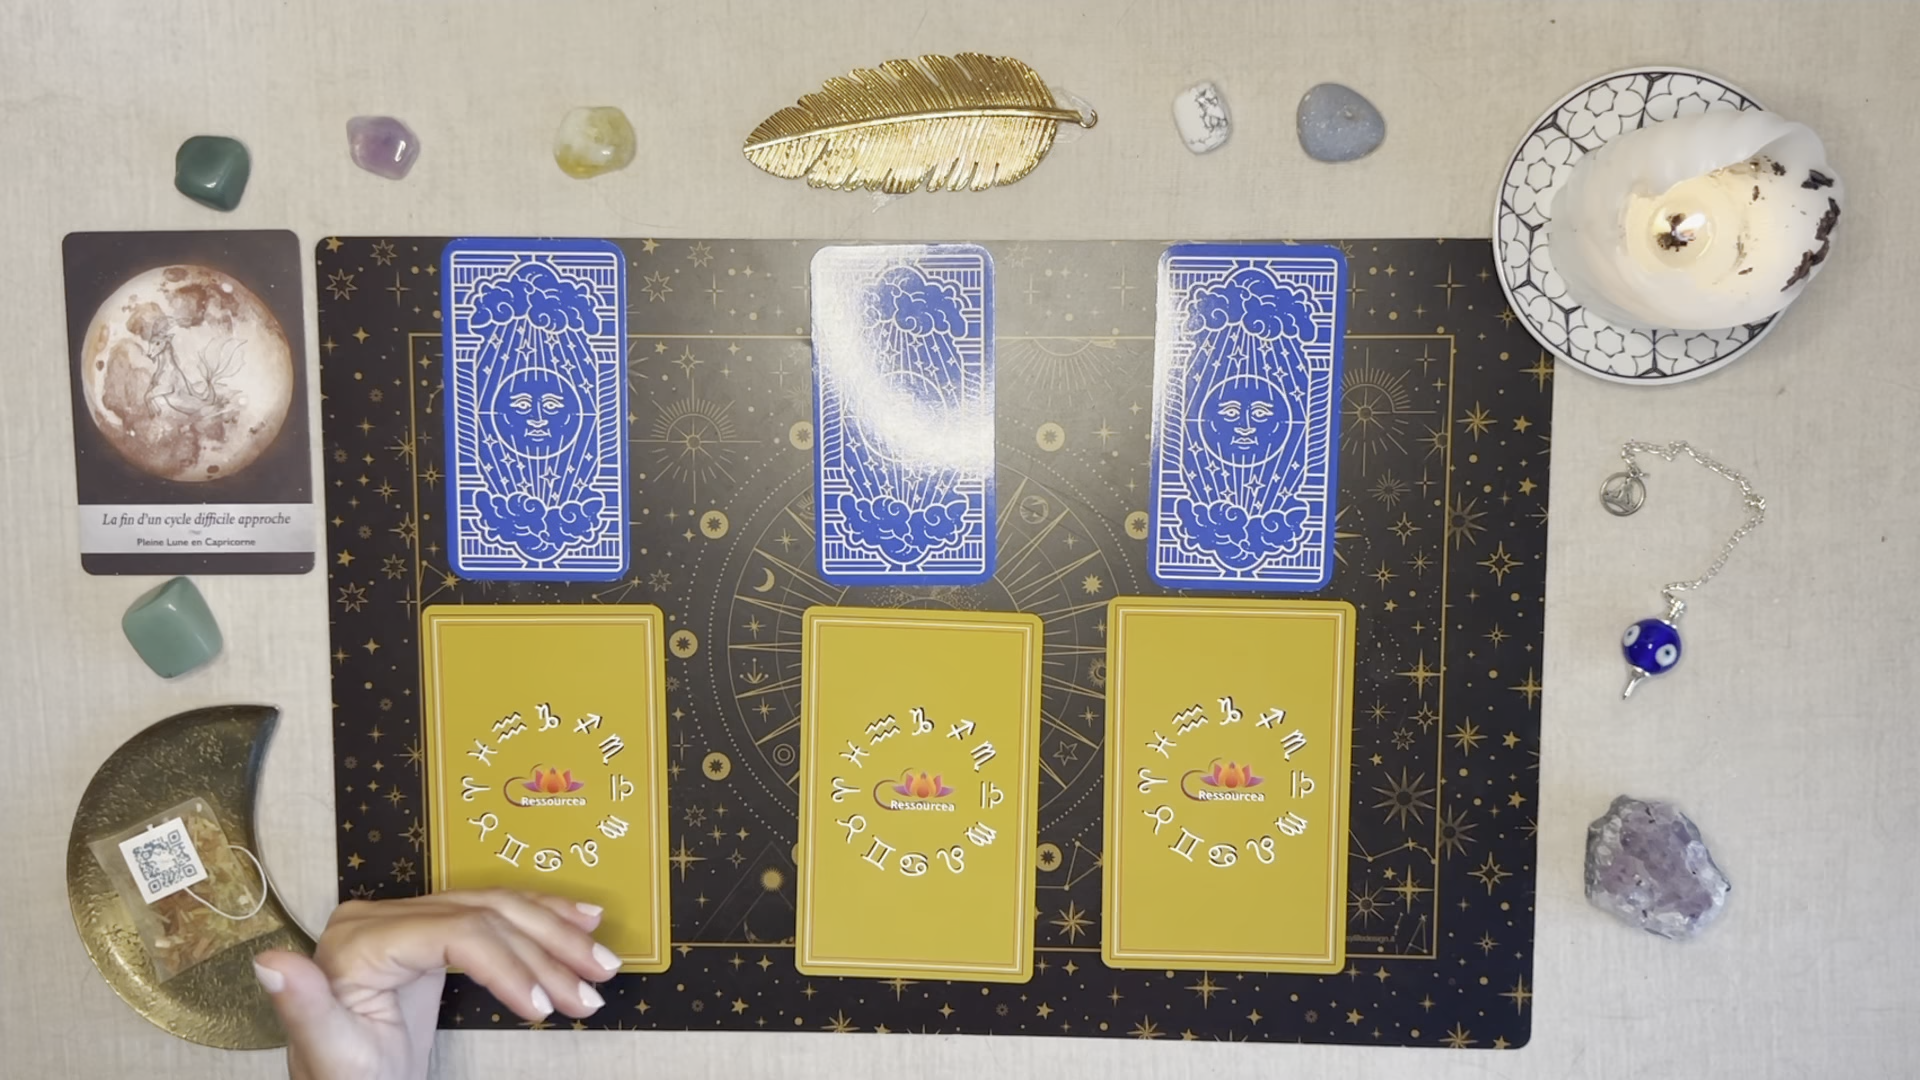 La fin d'un cycle difficile approche
Pleine Lune en Capricorne
Ressourcea
Ressourcea
Ressourcea